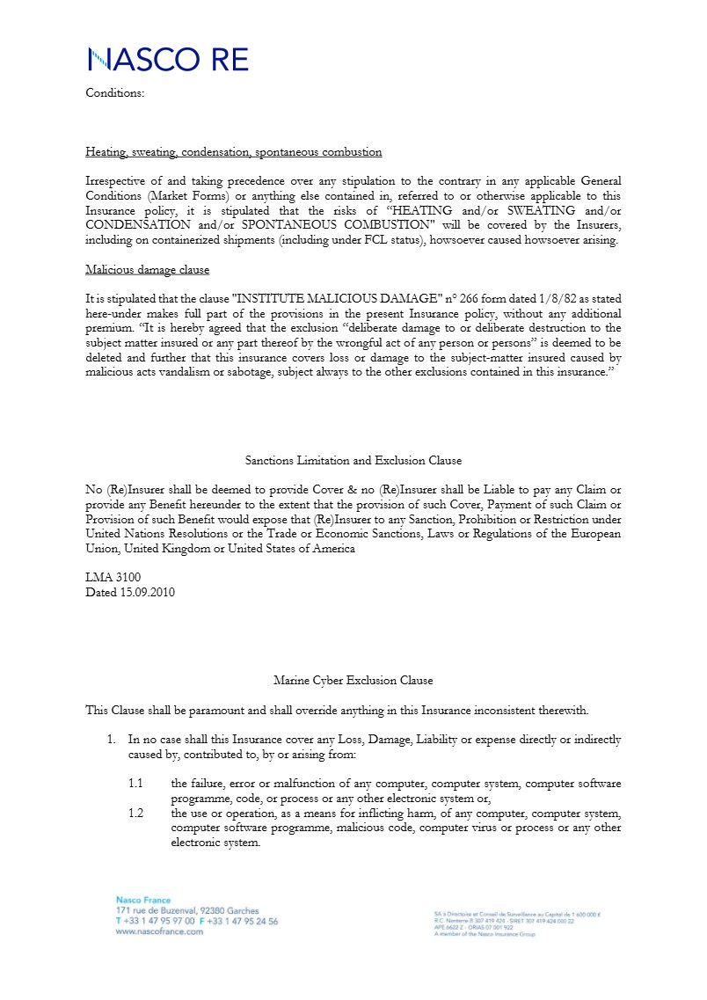 NASCO RE
Conditions:
Heating, sweating, condensation, spontaneous combustion
Irrespective of and taking precedence over any stipulation to the contrary in any applicable General
Conditions (Market Forms) or anything else contained in, referred to or otherwise applicable to this
Insurance policy, it is stipulated that the risks of “HEATING and/or SWEATING and/or
CONDENSATION and/or SPONTANEOUS COMBUSTION" will be covered by the Insurers,
including on containerized shipments (including under FCL status), howsoever caused howsoever arising.
Malicious damage clause
It is stipulated that the clause "INSTITUTE MALICIOUS DAMAGE" n° 266 form dated 1/8/82 as stated
here-under makes full part of the provisions in the present Insurance policy, without any additional
premium. “It is hereby agreed that the exclusion “deliberate damage to or deliberate destruction to the
subject matter insured or any part thereof by the wrongful act of any person or persons” is deemed to be
deleted and further that this insurance covers loss or damage to the subject-matter insured caused by
malicious acts vandalism or sabotage, subject always to the other exclusions contained in this insurance.”
Sanctions Limitation and Exclusion Clause
No (Re)Insurer shall be deemed to provide Cover & no (Re)Insurer shall be Liable to pay any Claim or
provide any Benefit hereunder to the extent that the provision of such Cover, Payment of such Claim or
Provision of such Benefit would expose that (Re)Insurer to any Sanction, Prohibition or Restriction under
United Nations Resolutions or the Trade or Economic Sanctions, Laws or Regulations of the European
Union, United Kingdom or United States of America
LMA 3100
Dated 15.09.2010
Marine Cyber Exclusion Clause
This Clause shall be paramount and shall override anything in this Insurance inconsistent therewith.
1. In no case shall this Insurance cover any Loss, Damage, Liability or expense directly or indirectly
caused by, contributed to, by or arising from:
1.1 the failure, error or malfunction of any computer, computer system, computer software
programme, code, or process or any other electronic system or,
1.2 the use or operation, as a means for inflicting harm, of any computer, computer system,
computer software programme, malicious code, computer virus or process or any other
electronic system.
Nasco France
171 rue de Buzenval, 92380 Garches
T +33 1 47 95 97 00 F +33 1 47 95 24 56
www.nascofrance.com
SA à Directoire et Conseil de Surveillance au Capital de 1 600 000 €
R.C. Nanterre B 307 419 424 - SIRET 307 419 424 000 22
APE 6622 Z - ORIAS 07 001 922
A member of the Nasco Insurance Group